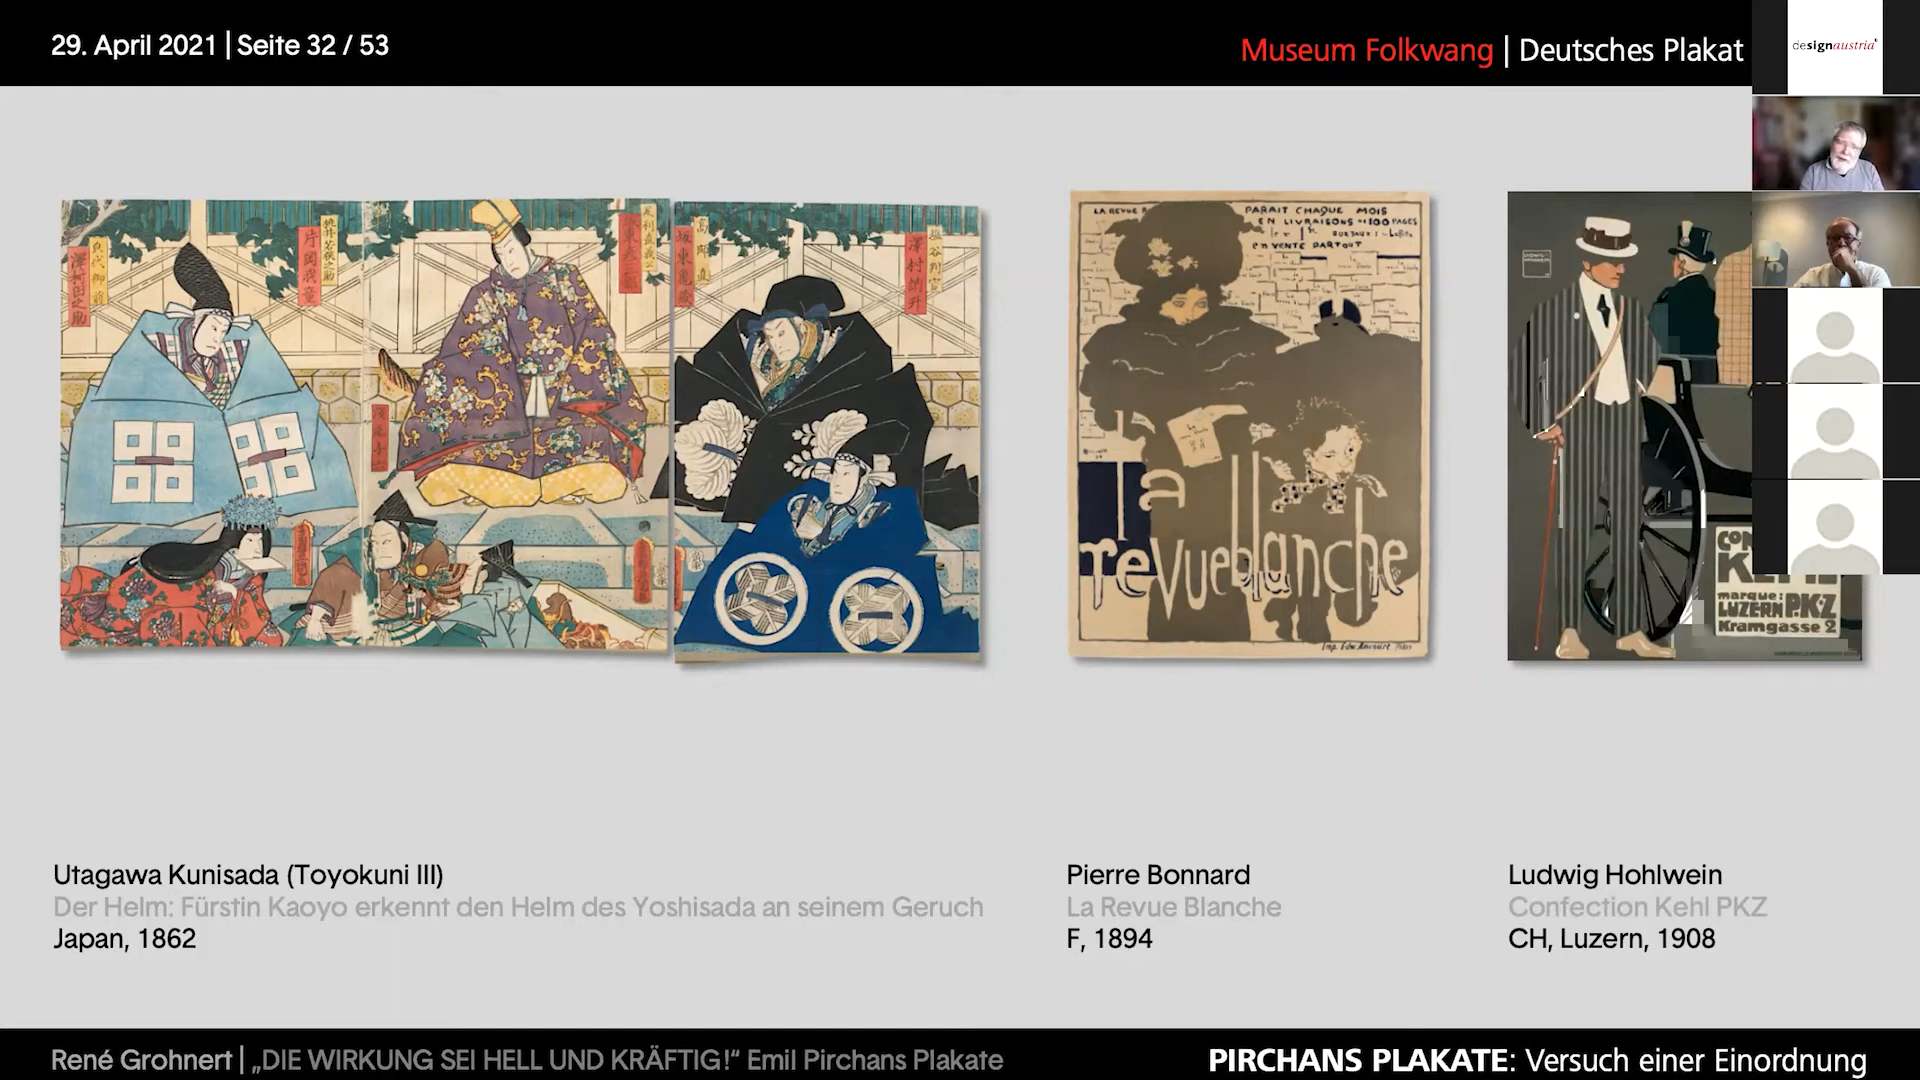 29. April 2021 | Seite 32 / 53
Museum Folkwang | Deutsches Plakat
designaustria
LA REVUE
PARAIT CHAQUE MOIS
EN LIVRAISONS DE 100 PAGES
en VENTE PARTOUT
la
revue blanche
CON
marque:
LUZERN P.K-Z
Kramgasse 2
Utagawa Kunisada (Toyokuni III)
Der Helm: Fürstin Kaoyo erkennt den Helm des Yoshisada an seinem Geruch
Japan, 1862
Pierre Bonnard
La Revue Blanche
F, 1894
Ludwig Hohlwein
Confection Kehl PKZ
CH, Luzern, 1908
René Grohnert | „DIE WIRKUNG SEI HELL UND KRÄFTIG!“ Emil Pirchans Plakate
PIRCHANS PLAKATE: Versuch einer Einordnung